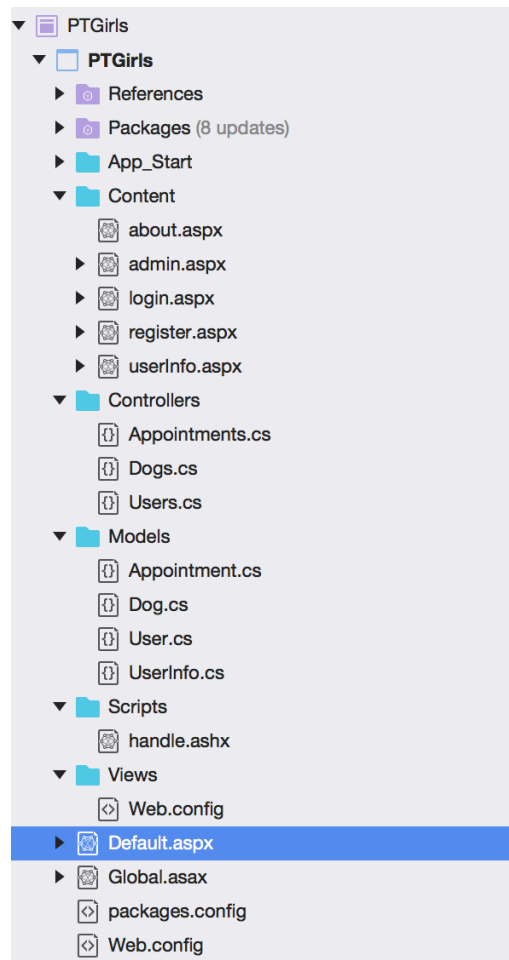 PTGirls
PTGirls
References
Packages (8 updates)
App_Start
Content
about.aspx
admin.aspx
login.aspx
register.aspx
userInfo.aspx
Controllers
Appointments.cs
Dogs.cs
Users.cs
Models
Appointment.cs
Dog.cs
User.cs
UserInfo.cs
Scripts
handle.ashx
Views
Web.config
Default.aspx
Global.asax
packages.config
Web.config